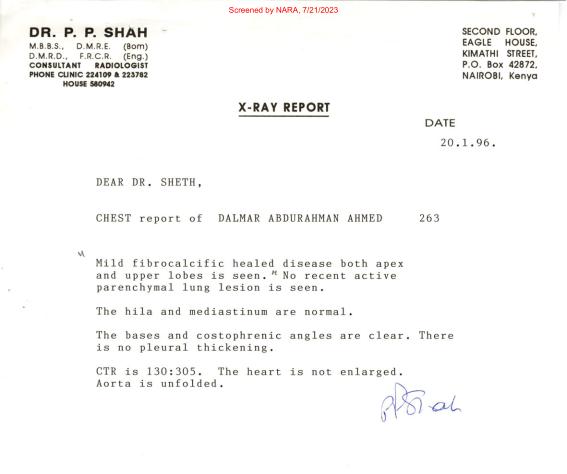 Screened by NARA, 7/21/2023
DR. P. P. SHAH
M.B.B.S., D.M.R.E. (Bom)
D.M.R.D., F.R.C.R. (Eng.)
CONSULTANT RADIOLOGIST
PHONE CLINIC 224109 & 223782
HOUSE 580942
SECOND FLOOR,
EAGLE HOUSE,
KIMATHI STREET,
P.O. Box 42872,
NAIROBI, Kenya
X-RAY REPORT
DATE
20.1.96.
DEAR DR. SHETH,
CHEST report of DALMAR ABDURAHMAN AHMED 263
" Mild fibrocalcific healed disease both apex
and upper lobes is seen. " No recent active
parenchymal lung lesion is seen.
The hila and mediastinum are normal.
The bases and costophrenic angles are clear. There
is no pleural thickening.
CTR is 130:305. The heart is not enlarged.
Aorta is unfolded.
PPShah